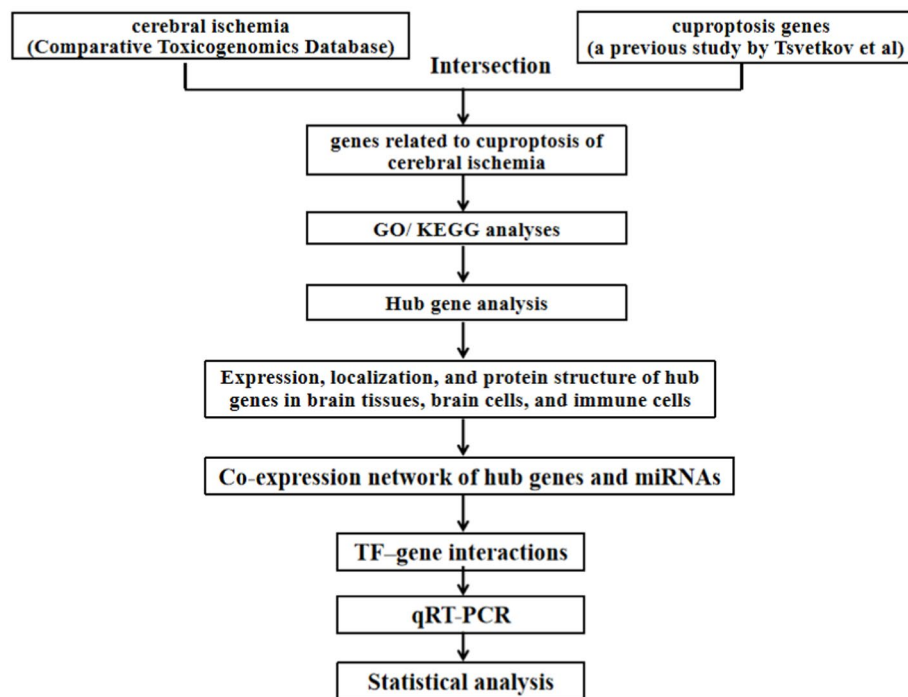 cerebral ischemia
(Comparative Toxicogenomics Database)
cuproptosis genes
(a previous study by Tsvetkov et al)
Intersection
genes related to cuproptosis of
cerebral ischemia
GO/ KEGG analyses
Hub gene analysis
Expression, localization, and protein structure of hub
genes in brain tissues, brain cells, and immune cells
Co-expression network of hub genes and miRNAs
TF–gene interactions
qRT-PCR
Statistical analysis